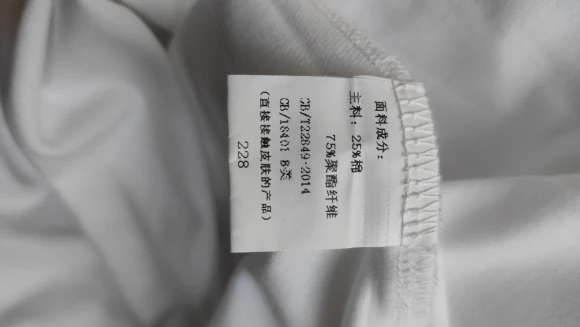 面料成分:
主料: 25%棉
75%聚酯纤维
GB/T22849-2014
GB/18401 B类
(直接接触皮肤的产品)
228